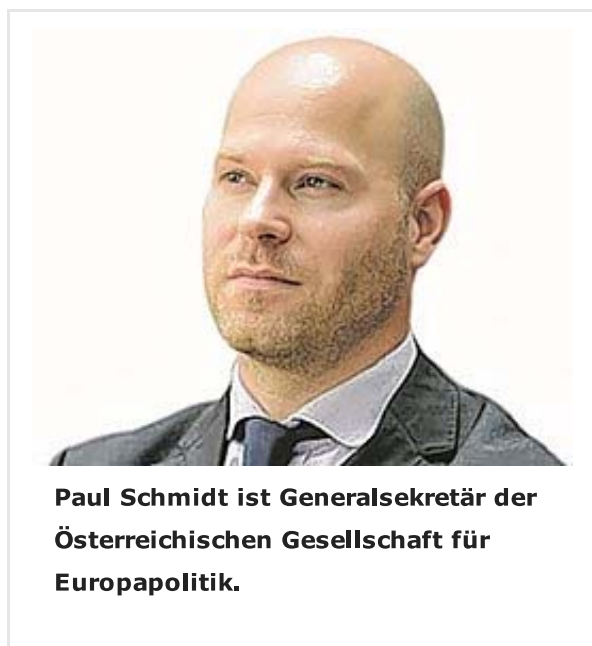 Paul Schmidt ist Generalsekretär der
Österreichischen Gesellschaft für
Europapolitik.